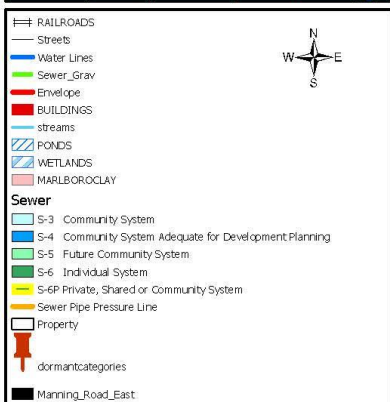 RAILROADS
Streets
Water Lines
Sewer_Grav
Envelope
BUILDINGS
streams
PONDS
WETLANDS
MARLBOROCLAY
N
W E
S
Sewer
S-3 Community System
S-4 Community System Adequate for Development Planning
S-5 Future Community System
S-6 Individual System
S-6P Private, Shared or Community System
Sewer Pipe Pressure Line
Property
dormantcategories
Manning_Road_East